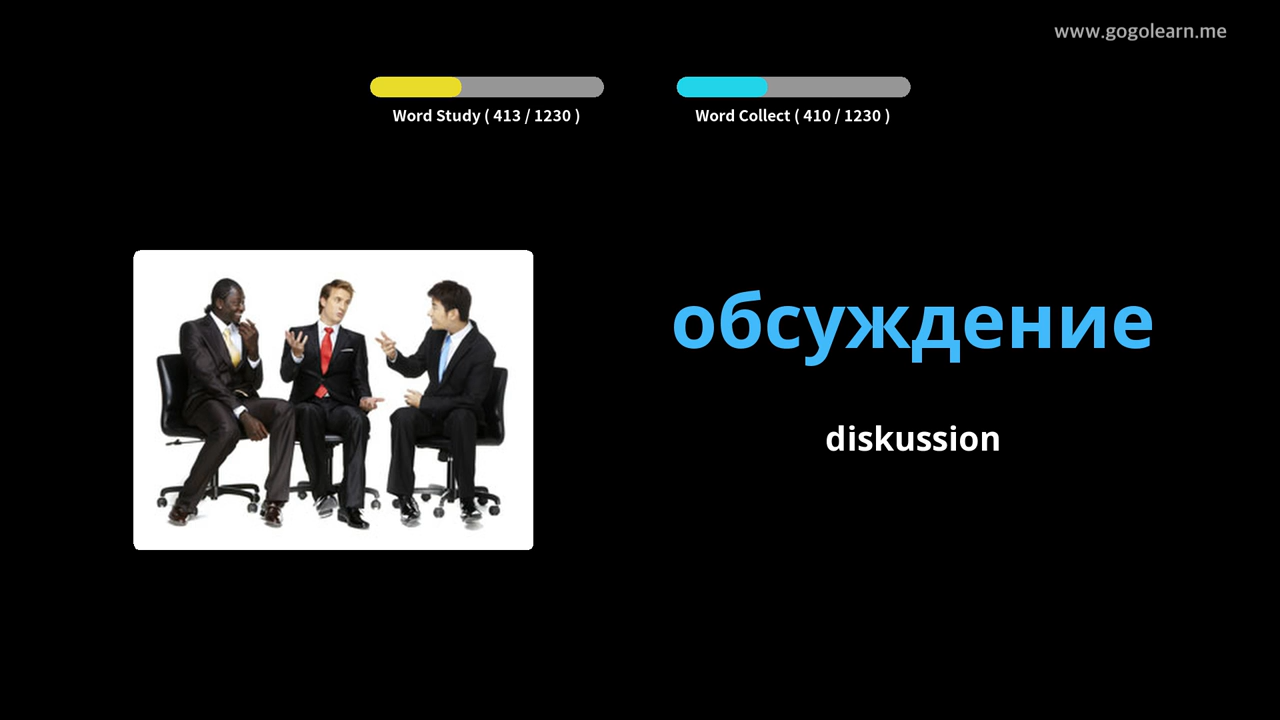 www.gogolearn.me
Word Study ( 413 / 1230 )
Word Collect ( 410 / 1230 )
обсуждение
diskussion